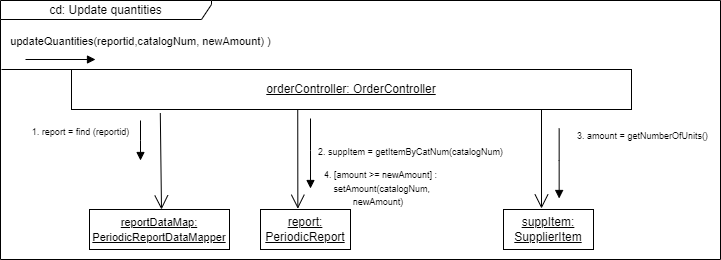 cd: Update quantities
updateQuantities(reportid,catalogNum, newAmount) )
orderController: OrderController
1. report = find (reportid)
2. suppItem = getItemByCatNum(catalogNum)
3. amount = getNumberOfUnits()
4. [amount >= newAmount] :
setAmount(catalogNum,
newAmount)
reportDataMap:
PeriodicReportDataMapper
report:
PeriodicReport
suppItem:
SupplierItem